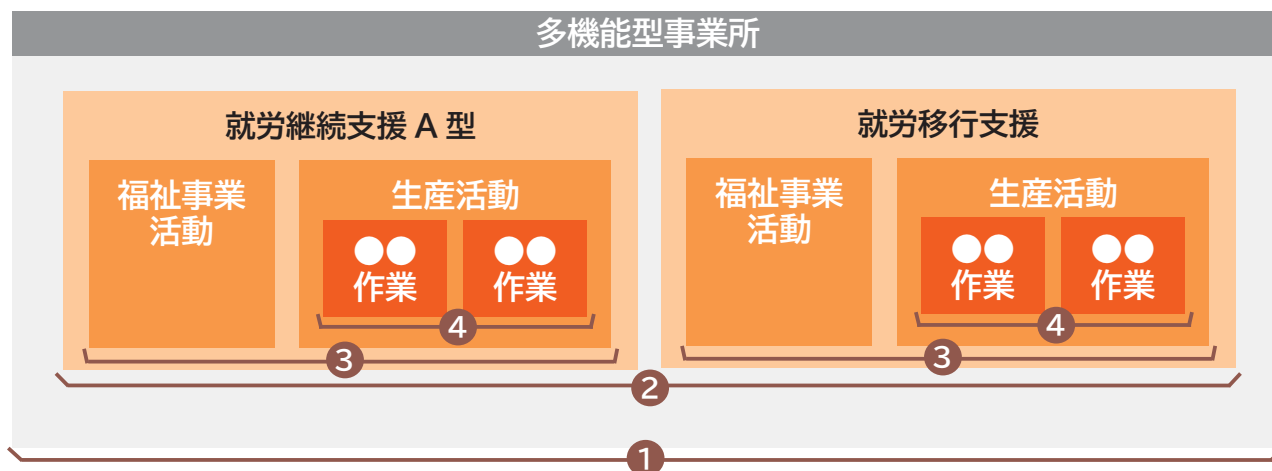 多機能型事業所
就労継続支援 A 型
福祉事業
活動
生産活動
●●
作業
●●
作業
4
3
就労移行支援
福祉事業
活動
生産活動
●●
作業
●●
作業
4
3
2
1